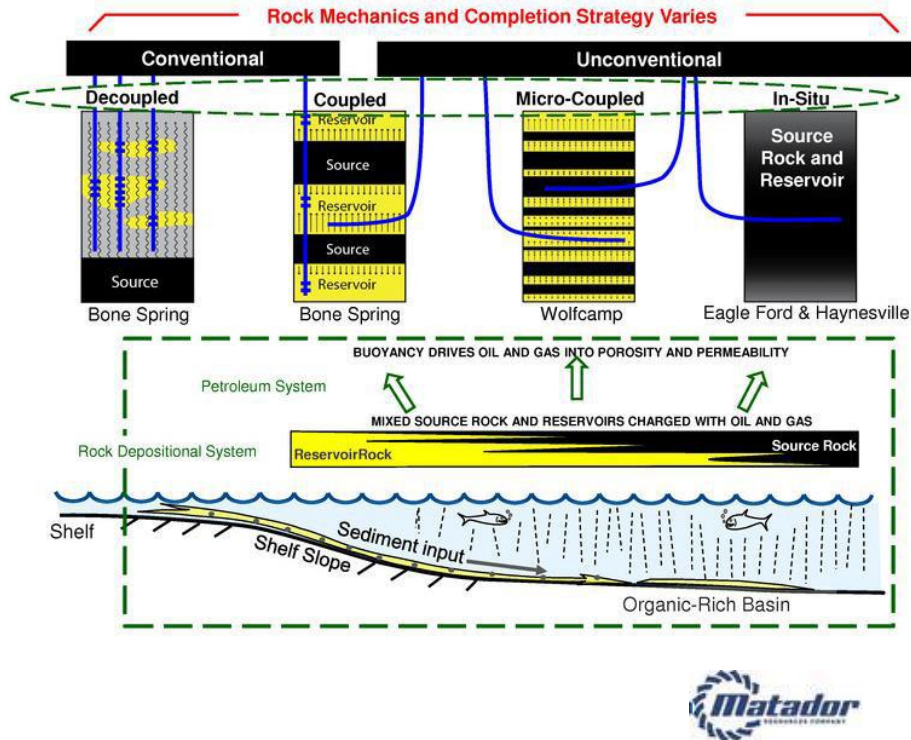 Rock Mechanics and Completion Strategy Varies
Conventional
Unconventional
Decoupled
Coupled
Micro-Coupled
In-Situ
Source
Bone Spring
Reservoir
Source
Reservoir
Source
Reservoir
Bone Spring
Wolfcamp
Source
Rock and
Reservoir
Eagle Ford & Haynesville
BUOYANCY DRIVES OIL AND GAS INTO POROSITY AND PERMEABILITY
Petroleum System
MIXED SOURCE ROCK AND RESERVOIRS CHARGED WITH OIL AND GAS
Rock Depositional System
ReservoirRock
Source Rock
Shelf
Shelf Slope
Sediment input
Organic-Rich Basin
Matador
RESOURCES COMPANY